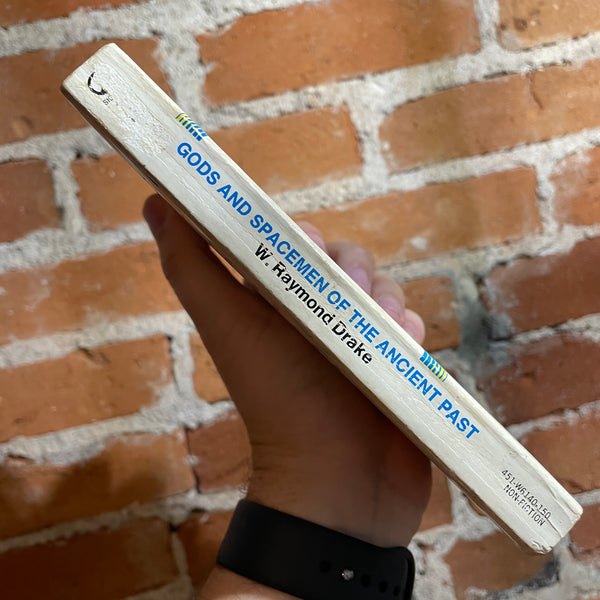 GODS AND SPACEMEN OF THE ANCIENT PAST
W. Raymond Drake
451-W6140-150
NON-FICTION